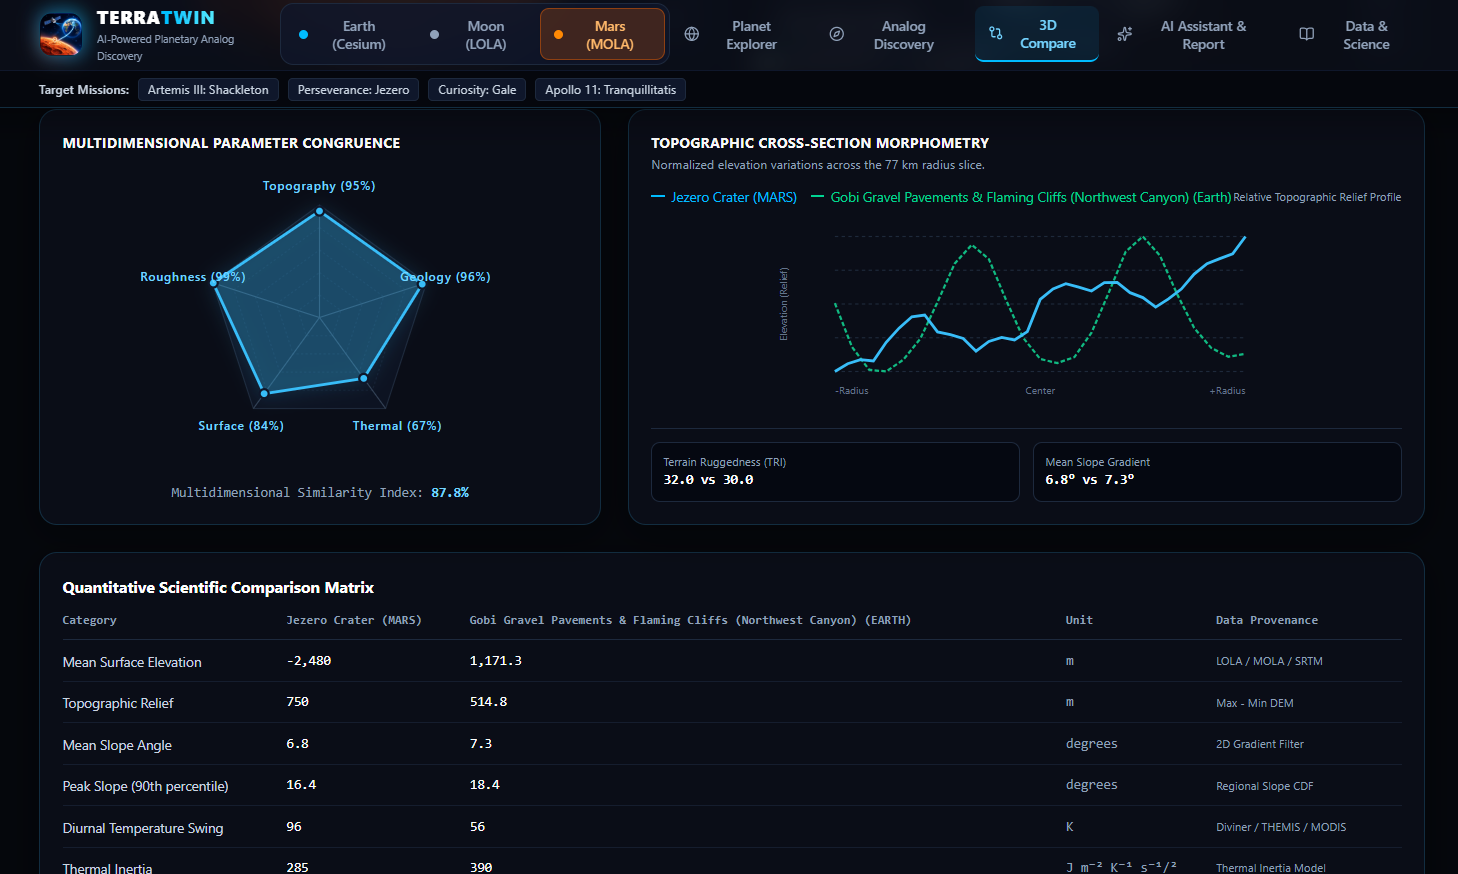 TERRATWIN
AI-Powered Planetary Analog
Discovery
Earth
(Cesium)
Moon
(LOLA)
Mars
(MOLA)
Planet
Explorer
Analog
Discovery
3D
Compare
AI Assistant &
Report
Data &
Science
Target Missions:
Artemis III: Shackleton
Perseverance: Jezero
Curiosity: Gale
Apollo 11: Tranquillitatis
MULTIDIMENSIONAL PARAMETER CONGRUENCE
Topography (95%)
Roughness (99%)
Geology (96%)
Surface (84%)
Thermal (67%)
Multidimensional Similarity Index: 87.8%
TOPOGRAPHIC CROSS-SECTION MORPHOMETRY
Normalized elevation variations across the 77 km radius slice.
Jezero Crater (MARS)
Gobi Gravel Pavements & Flaming Cliffs (Northwest Canyon) (Earth)
Relative Topographic Relief Profile
Elevation (Relief)
-Radius
Center
+Radius
Terrain Ruggedness (TRI)
32.0 vs 30.0
Mean Slope Gradient
6.8° vs 7.3°
Quantitative Scientific Comparison Matrix
Category Jezero Crater (MARS) Gobi Gravel Pavements & Flaming Cliffs (Northwest Canyon) (EARTH) Unit Data Provenance
Mean Surface Elevation -2,480 1,171.3 m LOLA / MOLA / SRTM
Topographic Relief 750 514.8 m Max - Min DEM
Mean Slope Angle 6.8 7.3 degrees 2D Gradient Filter
Peak Slope (90th percentile) 16.4 18.4 degrees Regional Slope CDF
Diurnal Temperature Swing 96 56 K Diviner / THEMIS / MODIS
Thermal Inertia 285 390 J m⁻² K⁻¹ s⁻¹/² Thermal Inertia Model